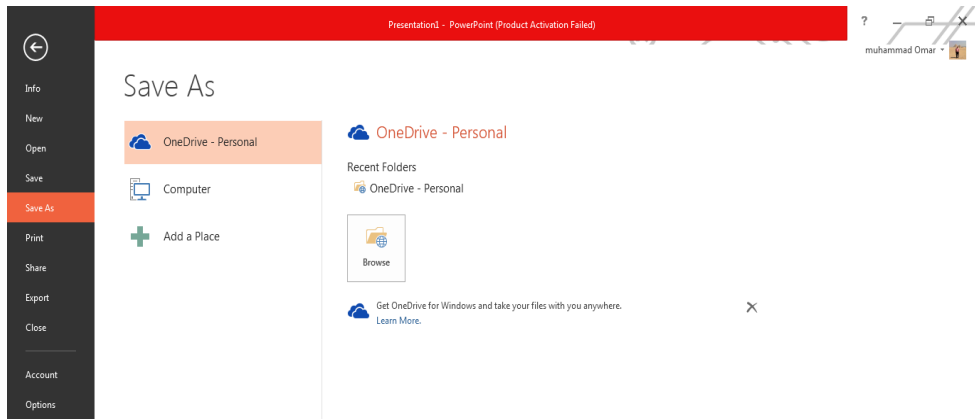 Presentation1 - PowerPoint (Product Activation Failed)
?
muhammad Omar
Info
New
Open
Save
Save As
Print
Share
Export
Close
Account
Options
Save As
OneDrive - Personal
Computer
Add a Place
OneDrive - Personal
Recent Folders
OneDrive - Personal
Browse
Get OneDrive for Windows and take your files with you anywhere.
Learn More.